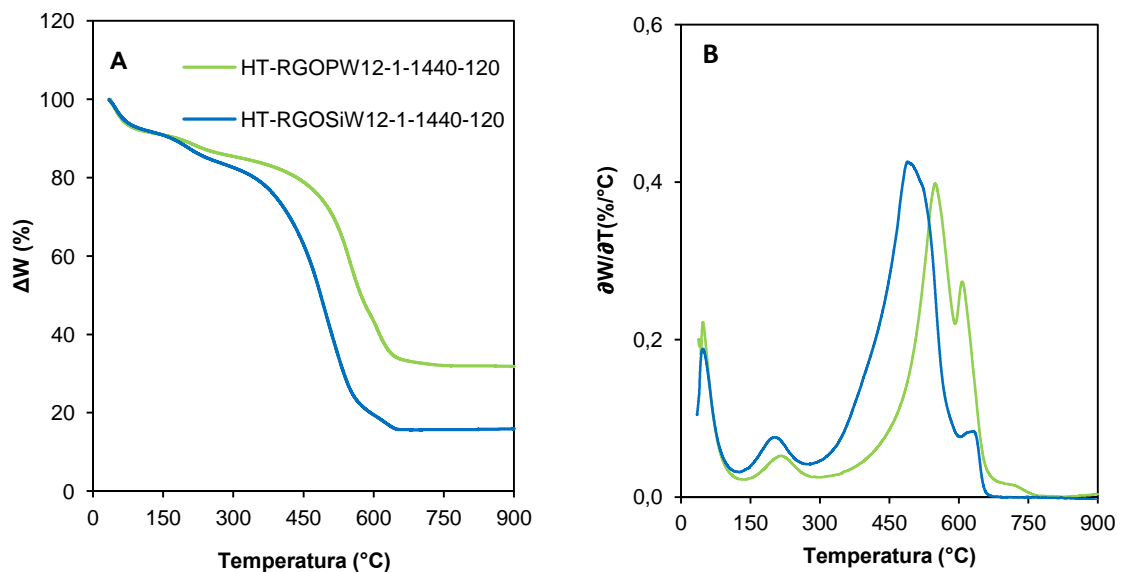 A
HT-RGOPW12-1-1440-120
HT-RGOSiW12-1-1440-120
120
100
80
60
40
20
0
ΔW (%)
0 150 300 450 600 750 900
Temperatura (°C)
B
0,6
0,4
0,2
0,0
∂W/∂T(%/°C)
0 150 300 450 600 750 900
Temperatura (°C)